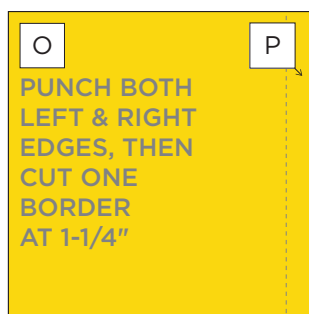 O P
PUNCH BOTH
LEFT & RIGHT
EDGES, THEN
CUT ONE
BORDER
AT 1-1/4"